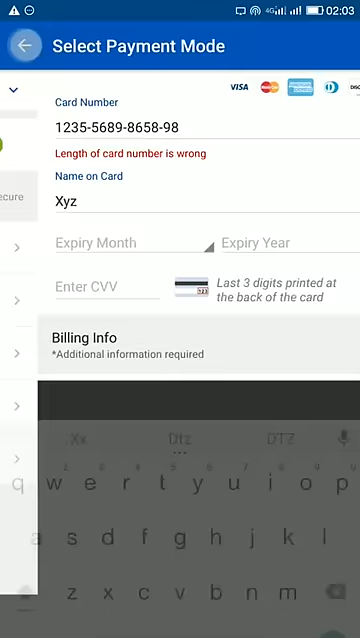 4G 02:03
Select Payment Mode
VISA
Card Number
1235-5689-8658-98
Length of card number is wrong
Name on Card
ecure
Xyz
Expiry Month Expiry Year
Enter CVV
123
Last 3 digits printed at
the back of the card
Billing Info
*Additional information required
Xx Dtz DTZ
q w e r t y u i o p
a s d f g h j k l
z x c v b n m